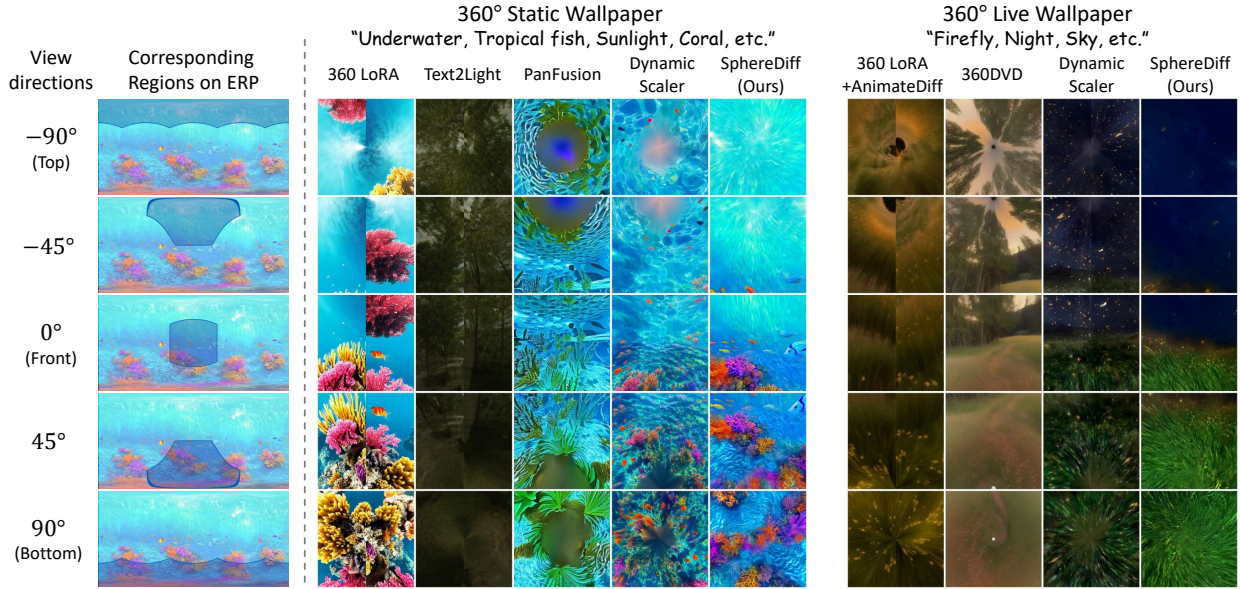 360° Static Wallpaper
"Underwater, Tropical fish, Sunlight, Coral, etc."
360° Live Wallpaper
"Firefly, Night, Sky, etc."
View
directions
Corresponding
Regions on ERP
360 LoRA
Text2Light
PanFusion
Dynamic
Scaler
SphereDiff
(Ours)
360 LoRA
+AnimateDiff
360DVD
Dynamic
Scaler
SphereDiff
(Ours)
−90°
(Top)
−45°
0°
(Front)
45°
90°
(Bottom)